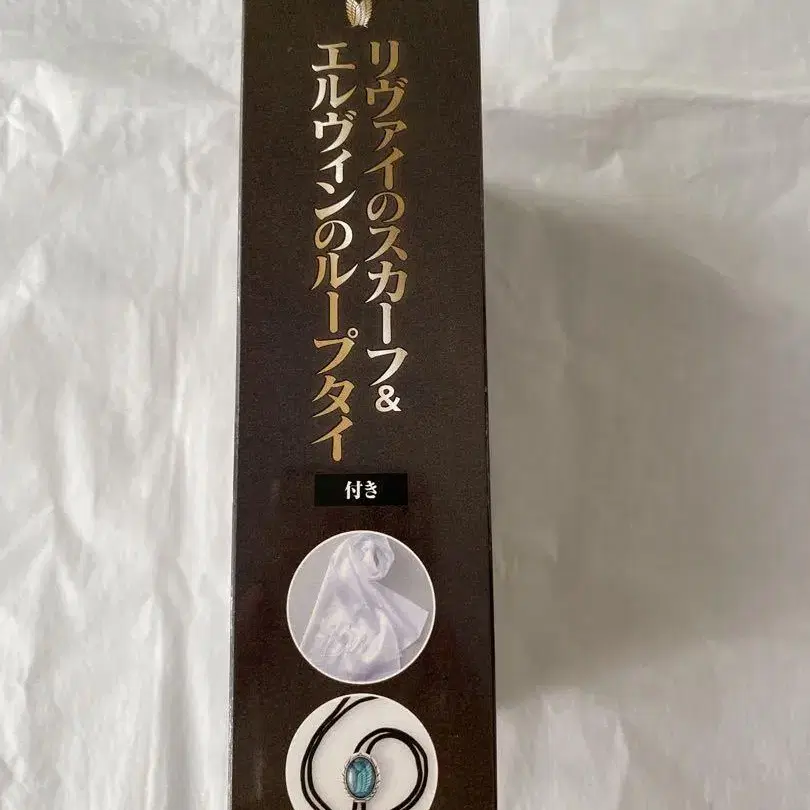 リヴァイのスカーフ&
エルヴィンのループタイ
付き